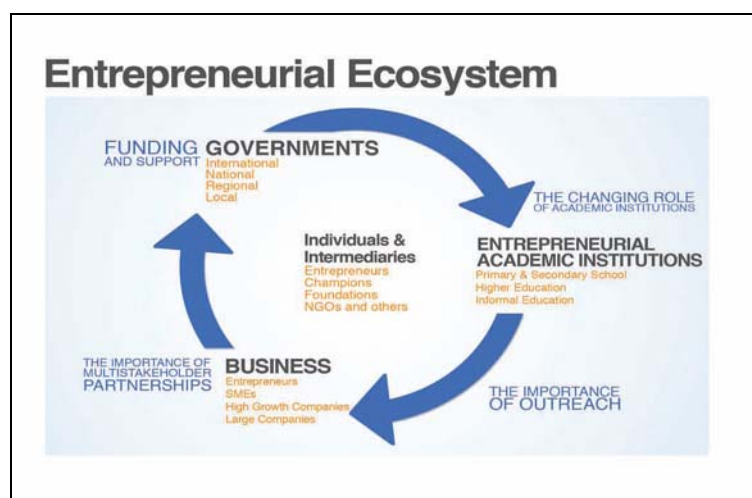 Entrepreneurial Ecosystem
FUNDING
AND SUPPORT
GOVERNMENTS
International
National
Regional
Local
THE CHANGING ROLE
OF ACADEMIC INSTITUTIONS
Individuals &
Intermediaries
Entrepreneurs
Champions
Foundations
NGOs and others
ENTREPRENEURIAL
ACADEMIC INSTITUTIONS
Primary & Secondary School
Higher Education
Informal Education
THE IMPORTANCE OF
MULTISTAKEHOLDER
PARTNERSHIPS
BUSINESS
Entrepreneurs
SMEs
High Growth Companies
Large Companies
THE IMPORTANCE
OF OUTREACH